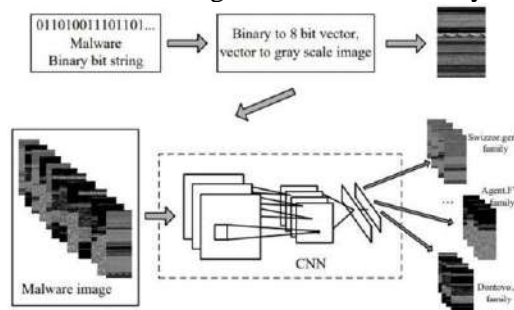 011010011101101...
Malware
Binary bit string
Binary to 8 bit vector,
vector to gray scale image
Swizzor.gen
family
Agent.F
family
...
Dontovo.
family
CNN
Malware image